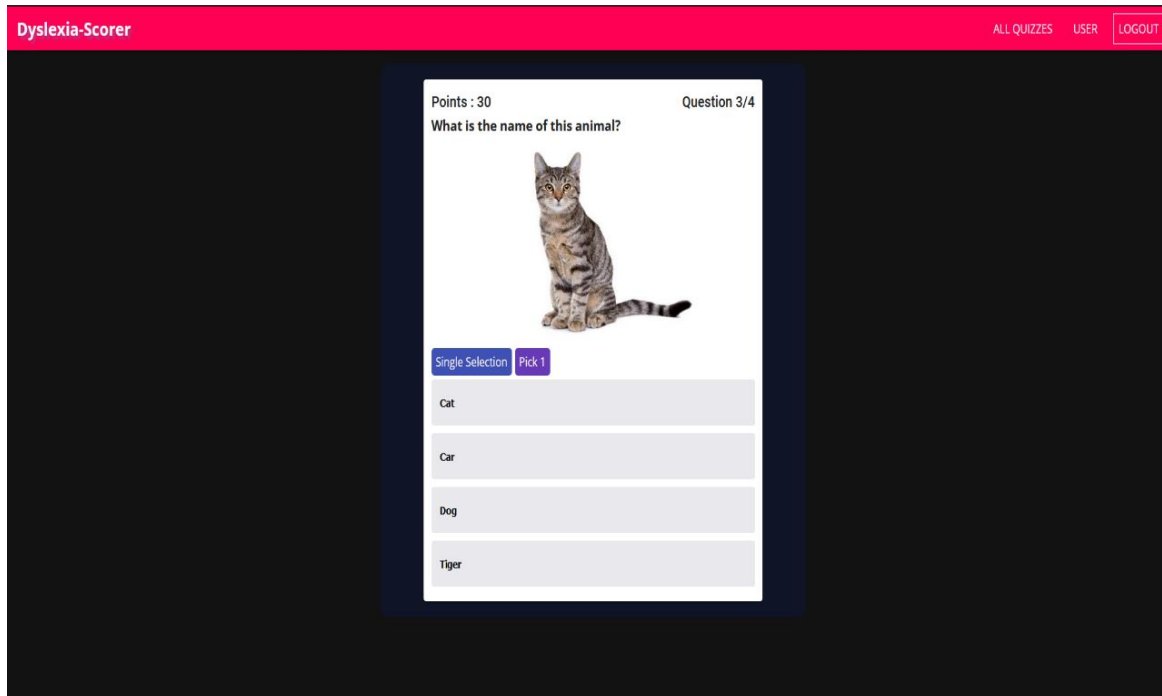 Dyslexia-Scorer ALL QUIZZES USER LOGOUT
Points : 30 Question 3/4
What is the name of this animal?
Single Selection Pick 1
Cat
Car
Dog
Tiger